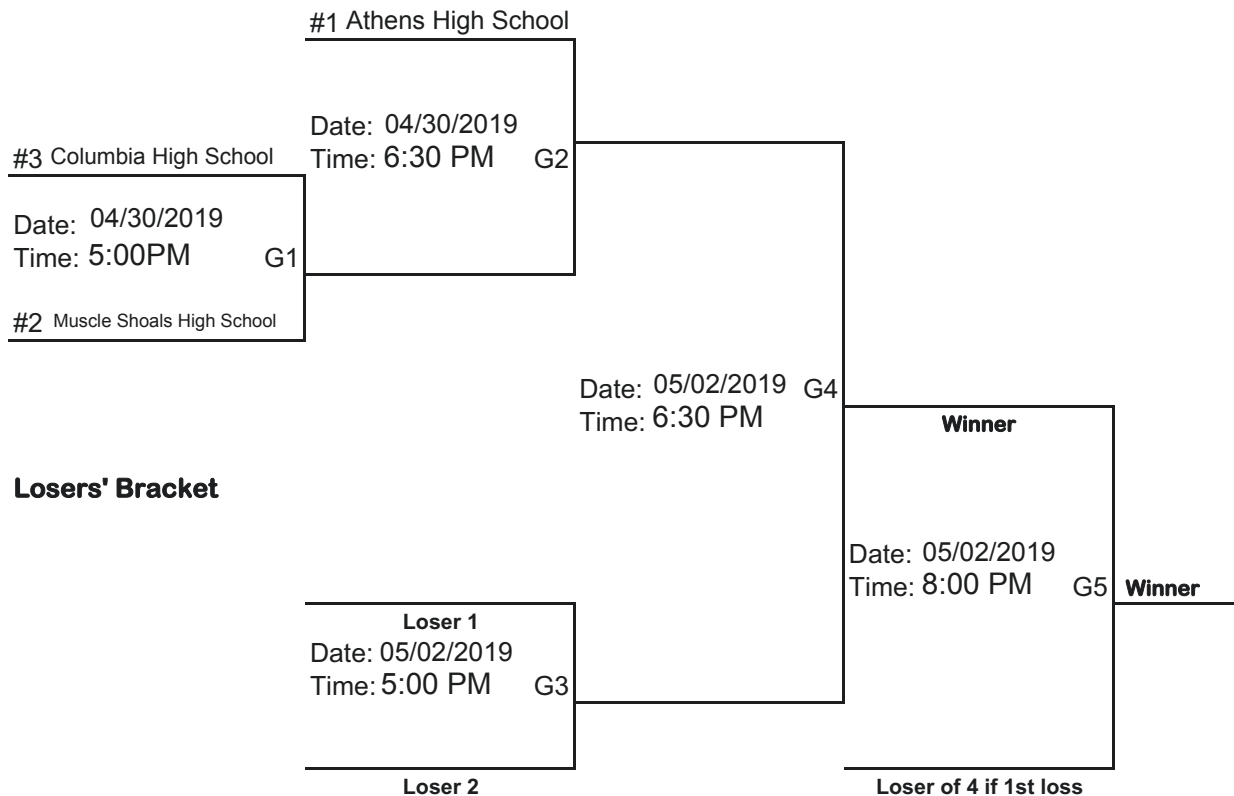 #1 Athens High School
Date: 04/30/2019
Time: 6:30 PM G2
#3 Columbia High School
Date: 04/30/2019
Time: 5:00PM G1
#2 Muscle Shoals High School
Date: 05/02/2019 G4
Time: 6:30 PM
Winner
Losers' Bracket
Date: 05/02/2019
Time: 8:00 PM G5 Winner
Loser 1
Date: 05/02/2019
Time: 5:00 PM G3
Loser 2
Loser of 4 if 1st loss